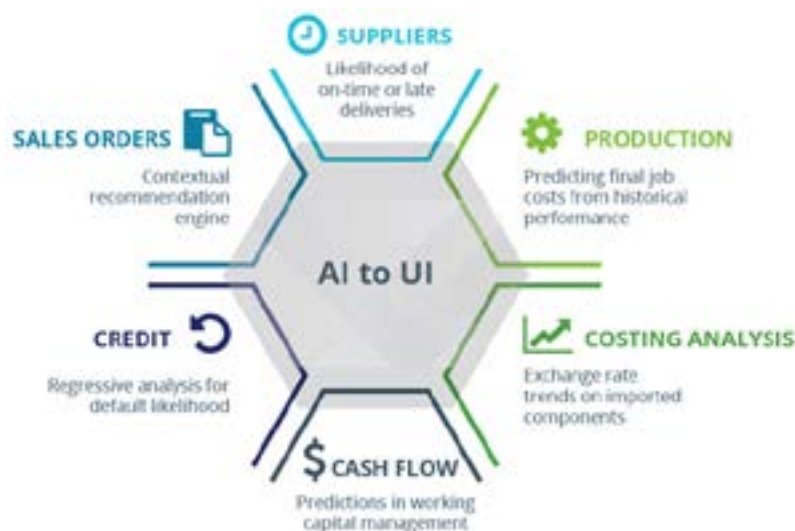 SUPPLIERS
Likelihood of
on-time or late
deliveries
SALES ORDERS
Contextual
recommendation
engine
PRODUCTION
Predicting final job
costs from historical
performance
AI to UI
CREDIT
Regressive analysis for
default likelihood
COSTING ANALYSIS
Exchange rate
trends on imported
components
$ CASH FLOW
Predictions in working
capital management